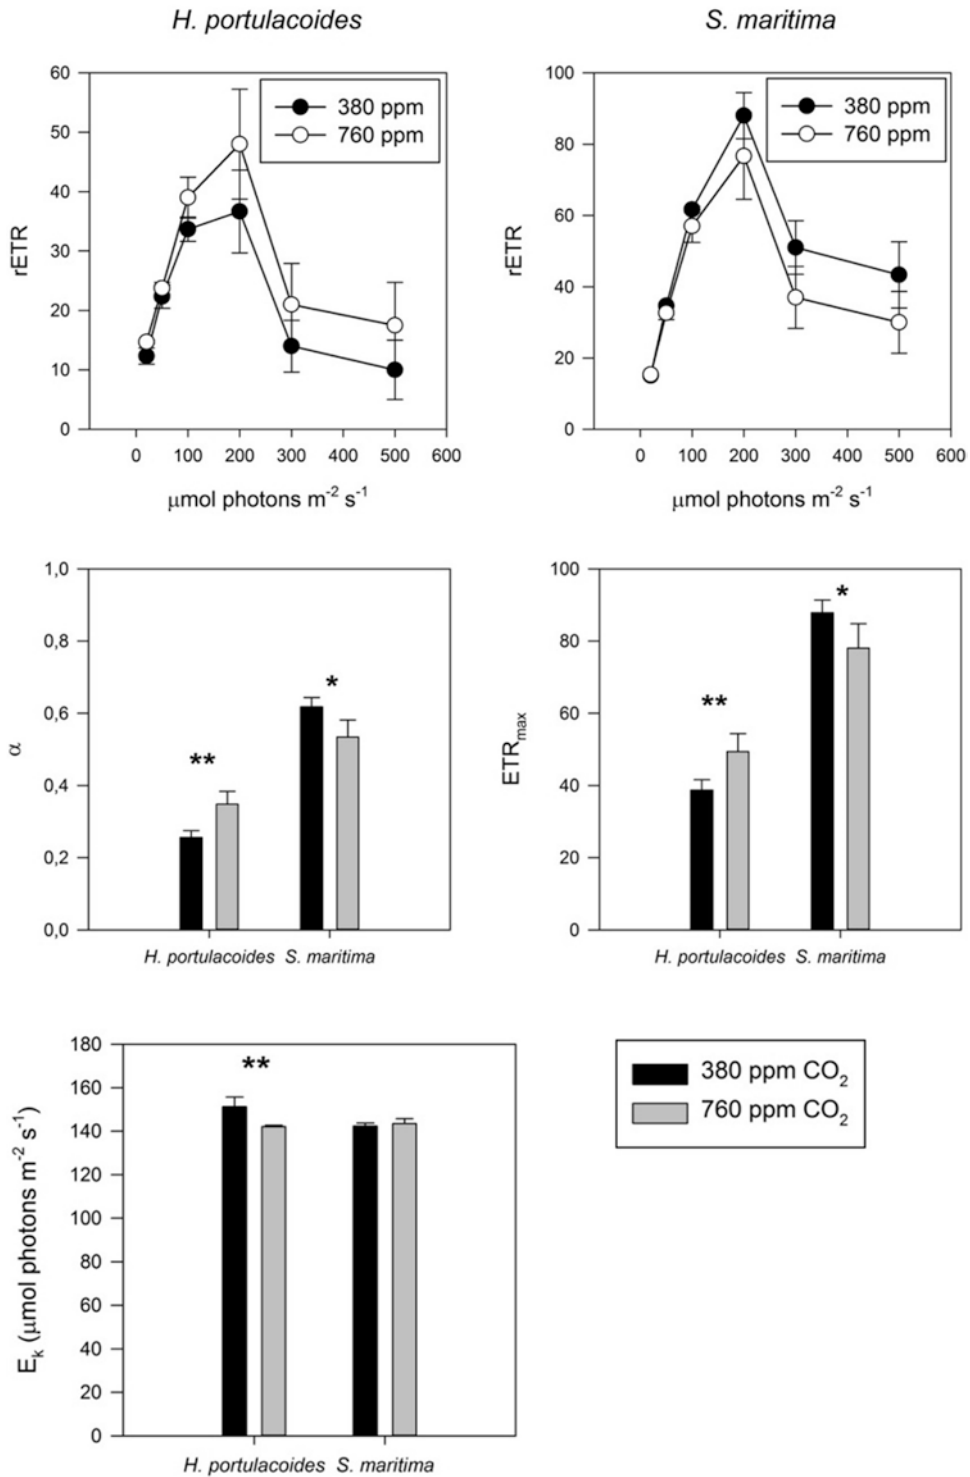 H. portulacoides
S. maritima
60
50
40
30
20
10
0
rETR
380 ppm
760 ppm
0 100 200 300 400 500 600
μmol photons m⁻² s⁻¹
100
80
60
40
20
0
rETR
380 ppm
760 ppm
0 100 200 300 400 500 600
μmol photons m⁻² s⁻¹
1,0
0,8
0,6
0,4
0,2
0,0
α
**
*
H. portulacoides S. maritima
100
80
60
40
20
0
ETRmax
**
*
H. portulacoides S. maritima
180
160
140
120
100
80
60
40
20
0
Eₖ (μmol photons m⁻² s⁻¹)
**
H. portulacoides S. maritima
380 ppm CO₂
760 ppm CO₂